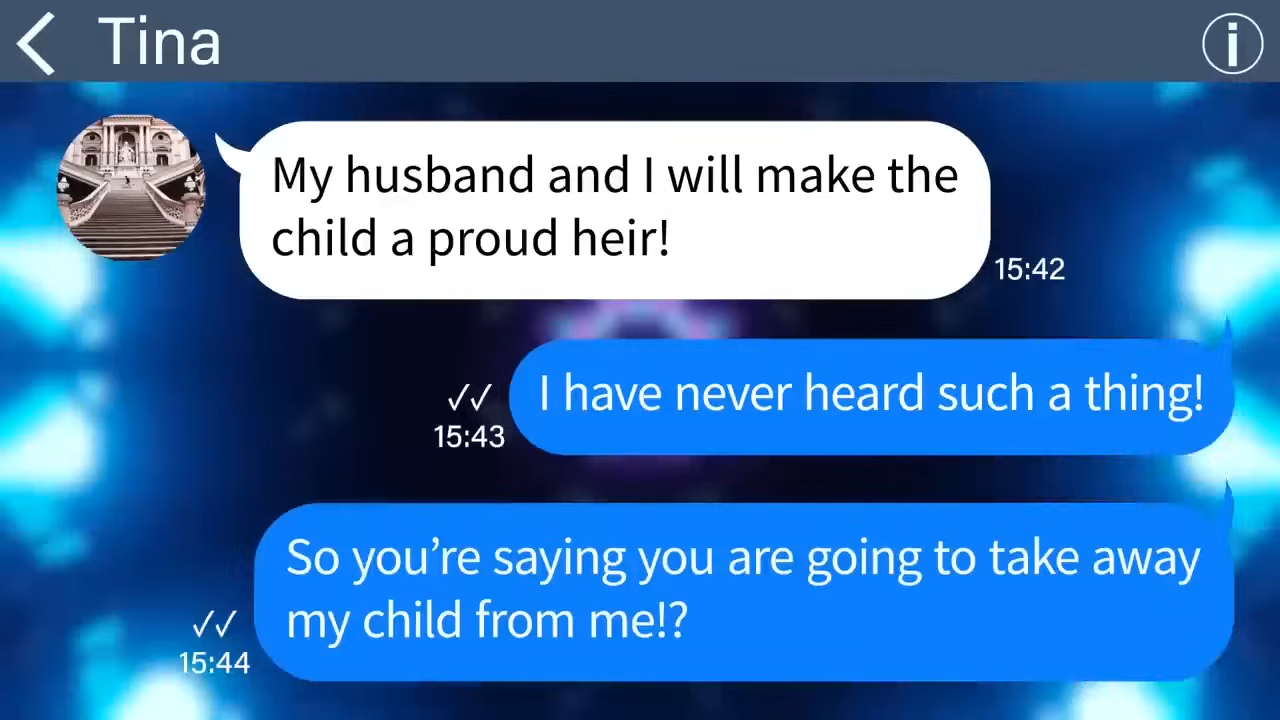 Tina
My husband and I will make the
child a proud heir!
15:42
I have never heard such a thing!
15:43
So you’re saying you are going to take away
my child from me!?
15:44